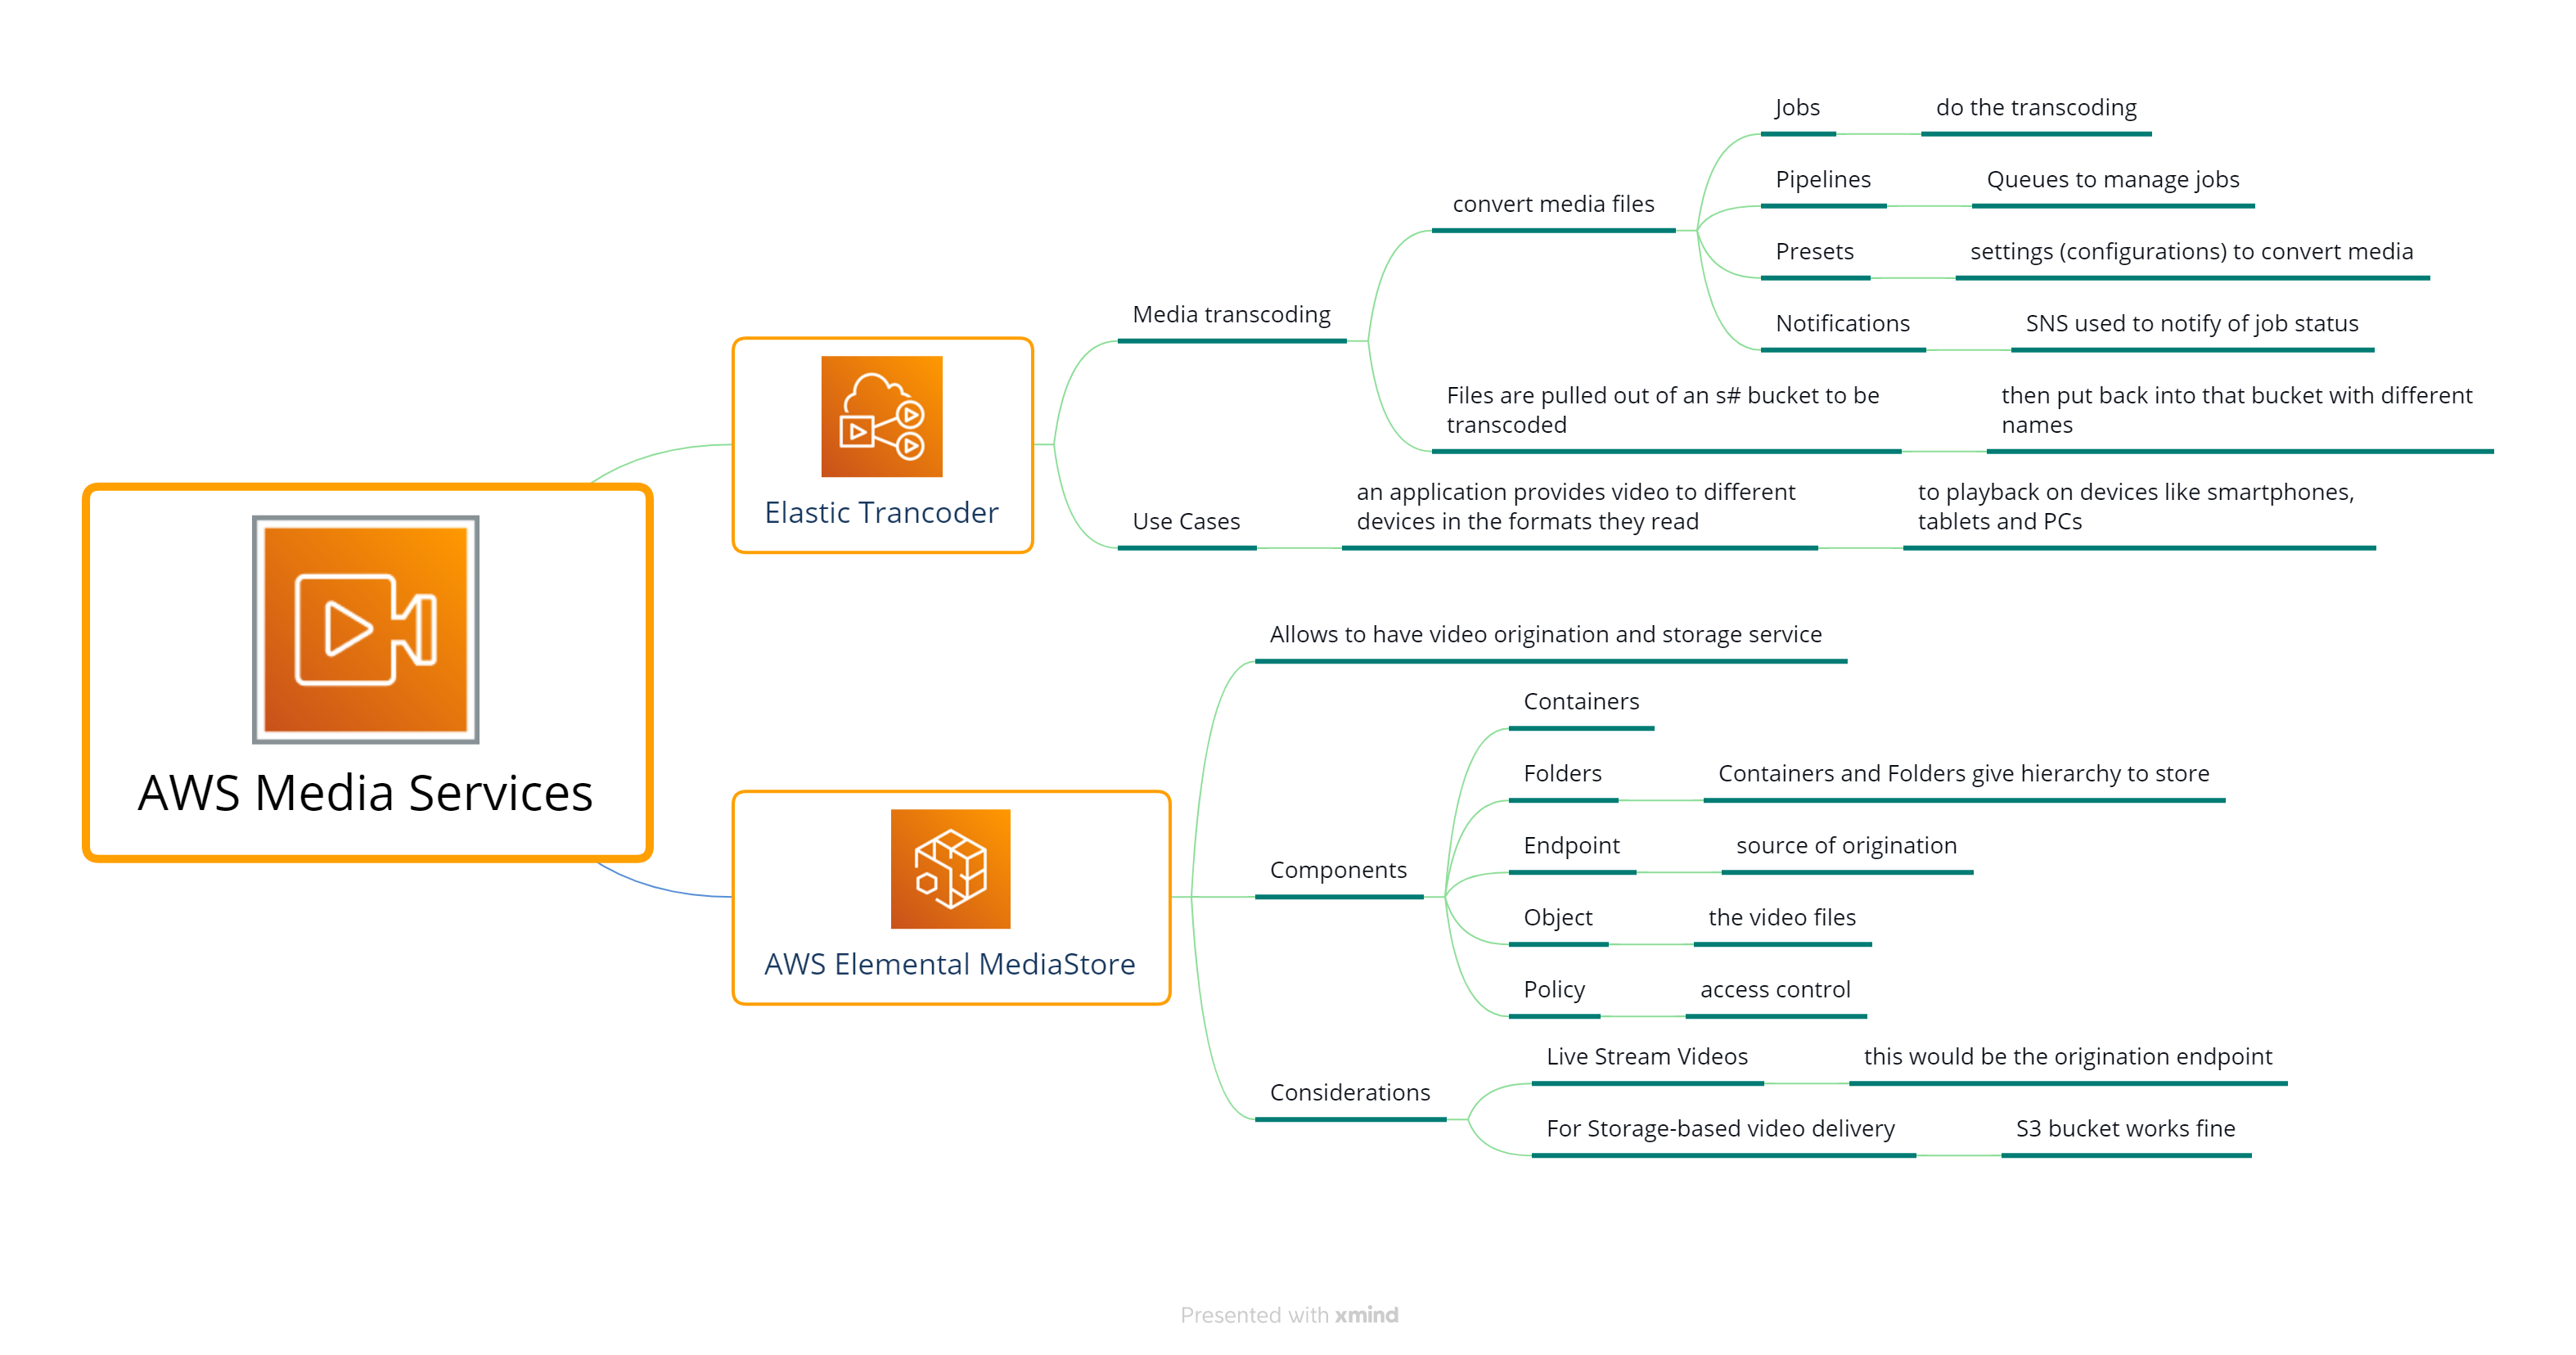 AWS Media Services
Elastic Trancoder
Media transcoding
convert media files
Jobs
do the transcoding
Pipelines
Queues to manage jobs
Presets
settings (configurations) to convert media
Notifications
SNS used to notify of job status
Files are pulled out of an s# bucket to be
transcoded
then put back into that bucket with different
names
Use Cases
an application provides video to different
devices in the formats they read
to playback on devices like smartphones,
tablets and PCs
AWS Elemental MediaStore
Allows to have video origination and storage service
Components
Containers
Folders
Containers and Folders give hierarchy to store
Endpoint
source of origination
Object
the video files
Policy
access control
Considerations
Live Stream Videos
this would be the origination endpoint
For Storage-based video delivery
S3 bucket works fine
Presented with xmind